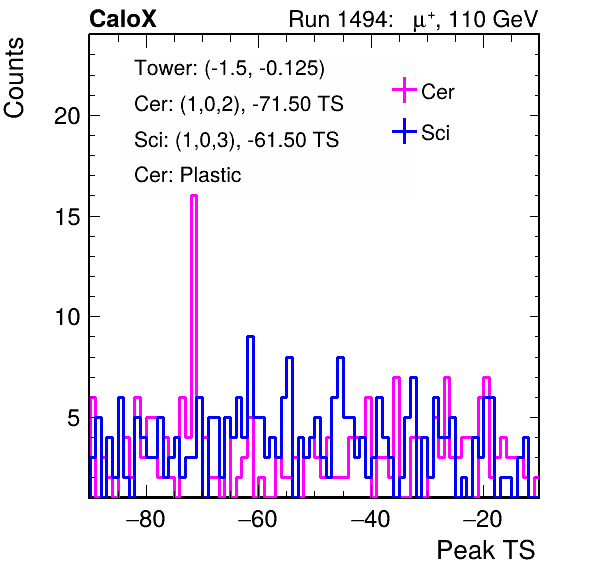 CaloX Run 1494: μ⁺, 110 GeV
Counts
Tower: (-1.5, -0.125)
Cer: (1,0,2), -71.50 TS
Sci: (1,0,3), -61.50 TS
Cer: Plastic
Cer
Sci
20
15
10
5
−80 −60 −40 −20
Peak TS